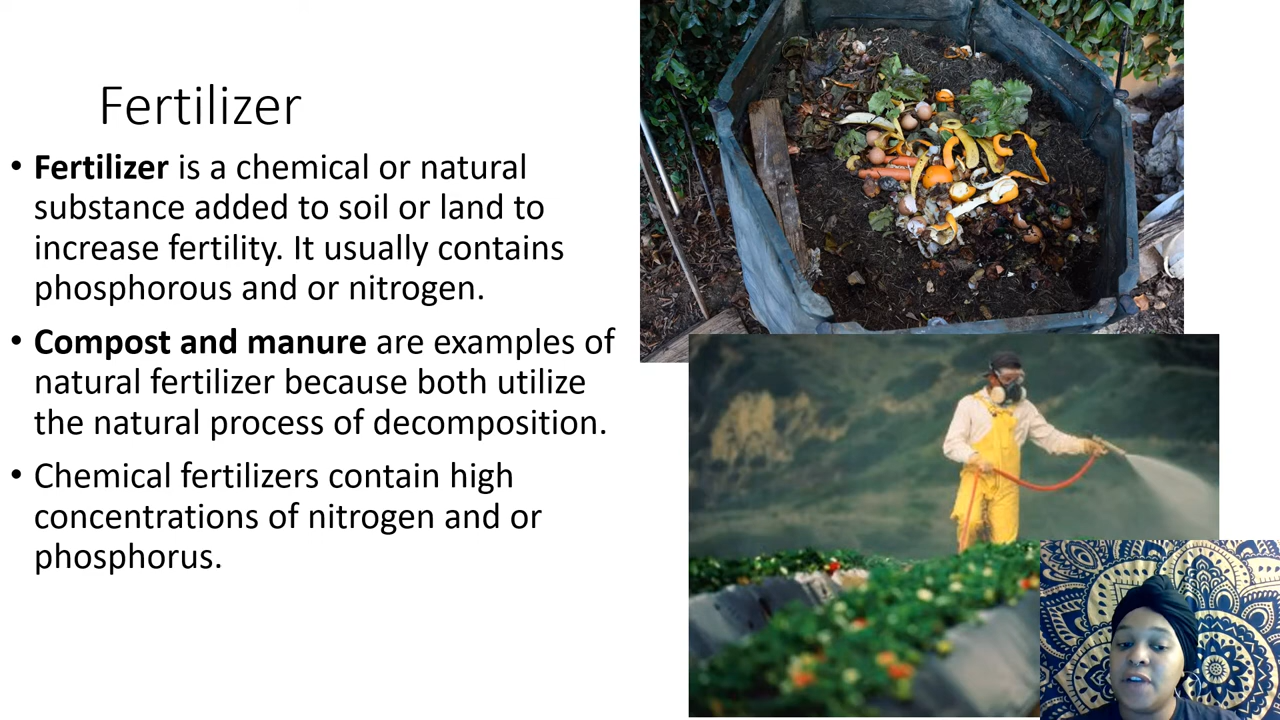 Fertilizer
• Fertilizer is a chemical or natural
substance added to soil or land to
increase fertility. It usually contains
phosphorous and or nitrogen.
• Compost and manure are examples of
natural fertilizer because both utilize
the natural process of decomposition.
• Chemical fertilizers contain high
concentrations of nitrogen and or
phosphorus.